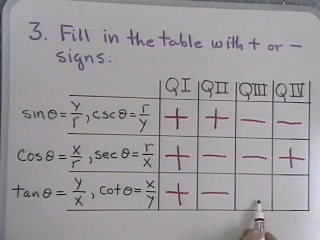 3. Fill in the table with + or -
signs.
QI QII QIII QIV
sinθ = y/r, cscθ = r/y + + - -
cosθ = x/r, secθ = r/x + - - +
tanθ = y/x, cotθ = x/y + -